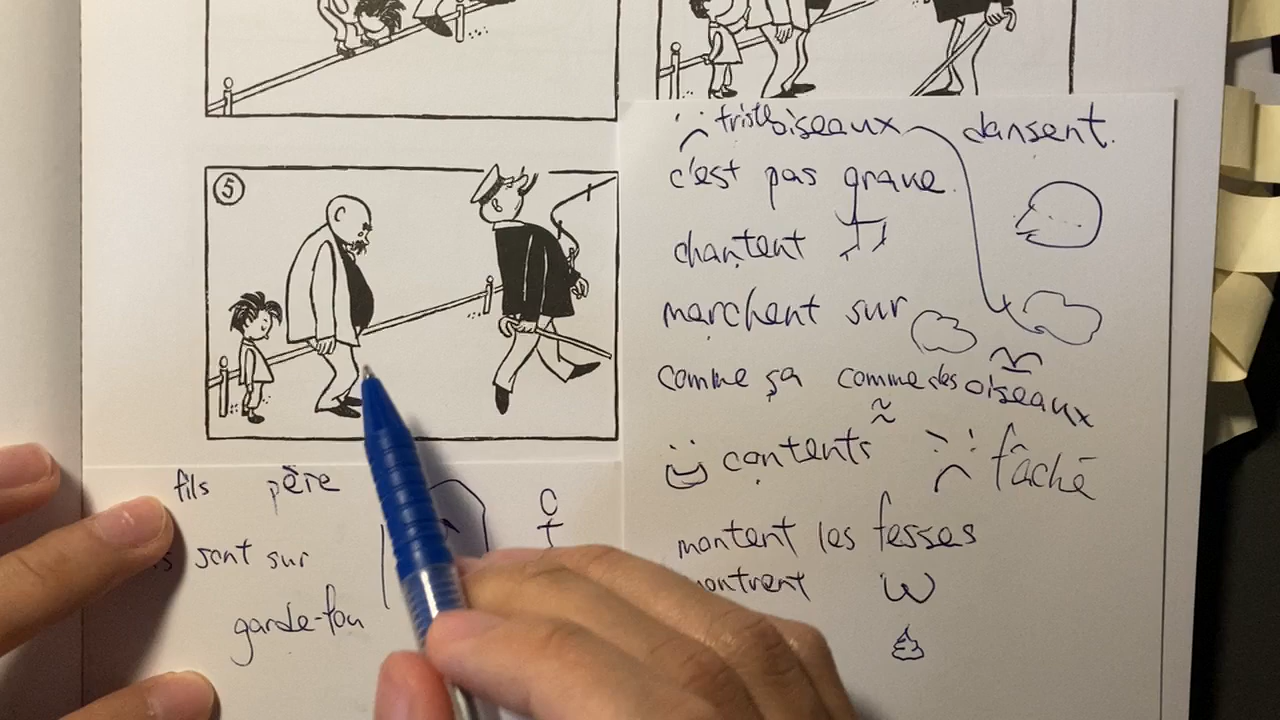 5
triste oiseaux dansent.
c'est pas grave.
chantent
marchent sur
comme ça comme des oiseaux
contents fâché
montent les fesses
montrent
fils père
sont sur
garde-fou